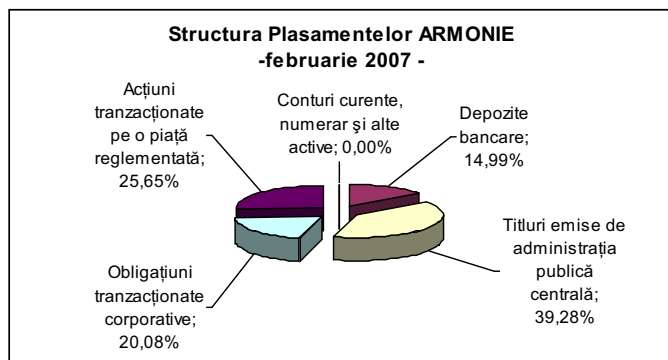 Structura Plasamentelor ARMONIE
-februarie 2007 -
Acțiuni
tranzacționate
pe o piață
reglementată;
25,65%
Conturi curente,
numerar şi alte
active; 0,00%
Depozite
bancare;
14,99%
Titluri emise de
administrația
publică
centrală;
39,28%
Obligațiuni
tranzacționate
corporative;
20,08%